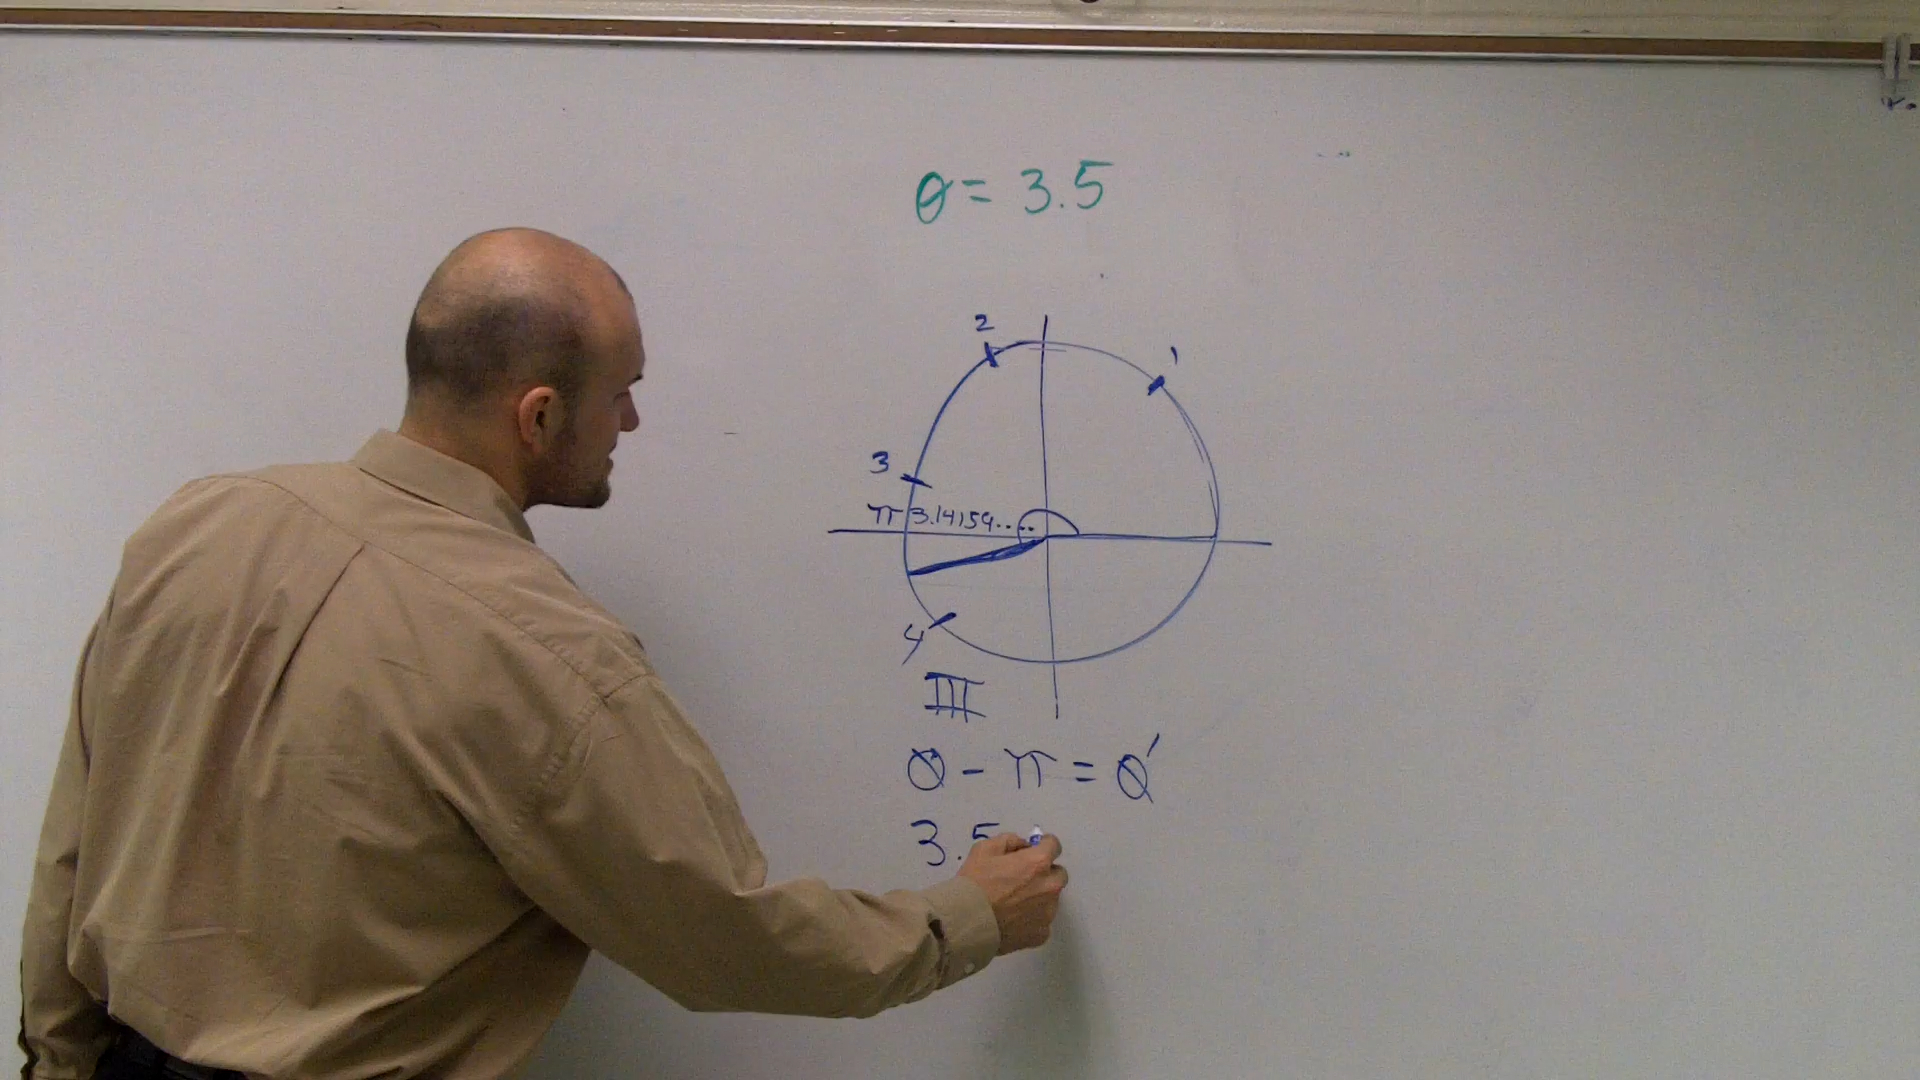 θ = 3.5
2
1
3
π 3.14159....
4
III
θ - π = θ'
3.5